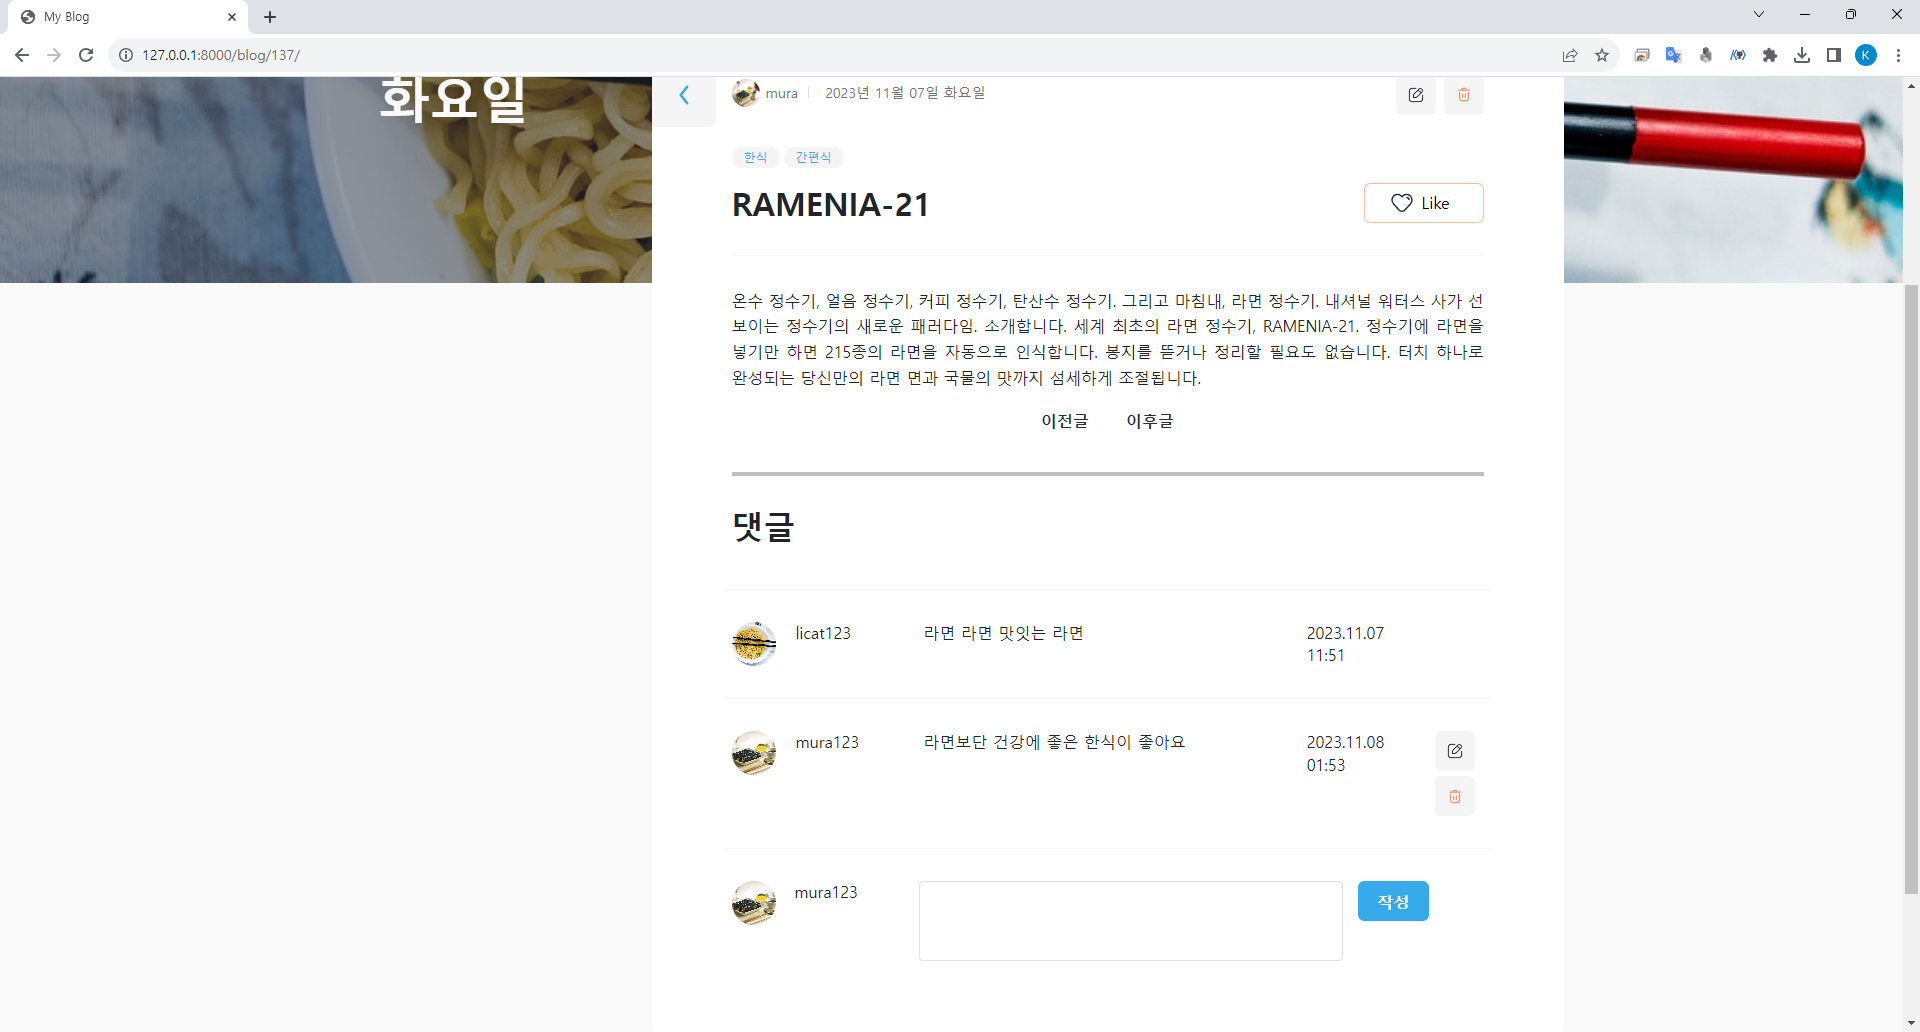 My Blog
127.0.0.1:8000/blog/137/
K
화요일
mura 2023년 11월 07일 화요일
한식 간편식
RAMENIA-21
Like
온수 정수기, 얼음 정수기, 커피 정수기, 탄산수 정수기. 그리고 마침내, 라면 정수기. 내셔널 워터스 사가 선
보이는 정수기의 새로운 패러다임. 소개합니다. 세계 최초의 라면 정수기, RAMENIA-21. 정수기에 라면을
넣기만 하면 215종의 라면을 자동으로 인식합니다. 봉지를 뜯거나 정리할 필요도 없습니다. 터치 하나로
완성되는 당신만의 라면 면과 국물의 맛까지 섬세하게 조절됩니다.
이전글 이후글
댓글
licat123 라면 라면 맛잇는 라면 2023.11.07
11:51
mura123 라면보단 건강에 좋은 한식이 좋아요 2023.11.08
01:53
mura123
작성